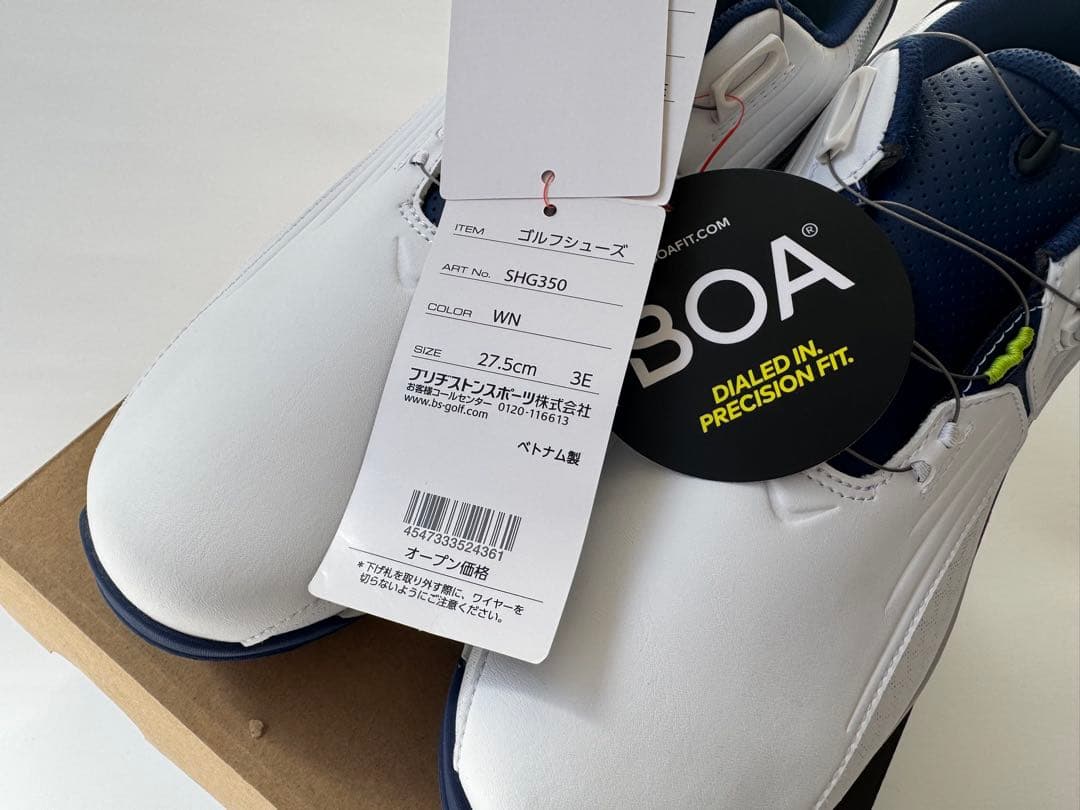 ITEM ゴルフシューズ
ART No. SHG350
COLOR WN
SIZE 27.5cm 3E
ブリヂストンスポーツ株式会社
お客様コールセンター 0120-116613
www.bs-golf.com
ベトナム製
4547333524361
オープン価格
*下げ札を取り外す際に、ワイヤーを
切らないようにご注意ください。
OAFIT.COM
BOA®
DIALED IN.
PRECISION FIT.